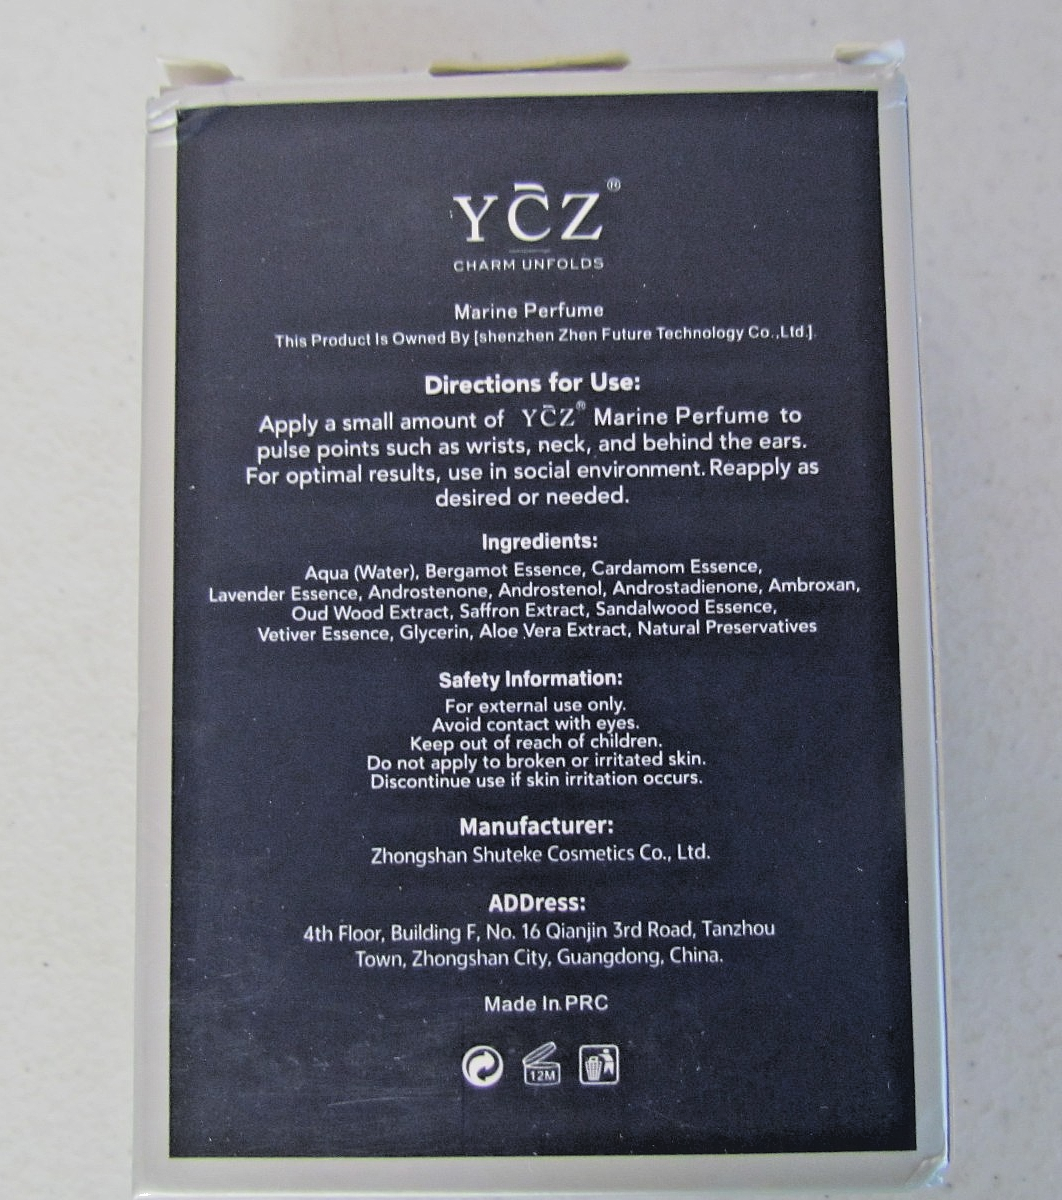 YC̄Z®
CHARM UNFOLDS
Marine Perfume
This Product Is Owned By [shenzhen Zhen Future Technology Co.,Ltd.].
Directions for Use:
Apply a small amount of YC̄Z® Marine Perfume to
pulse points such as wrists, neck, and behind the ears.
For optimal results, use in social environment. Reapply as
desired or needed.
Ingredients:
Aqua (Water), Bergamot Essence, Cardamom Essence,
Lavender Essence, Androstenone, Androstenol, Androstadienone, Ambroxan,
Oud Wood Extract, Saffron Extract, Sandalwood Essence,
Vetiver Essence, Glycerin, Aloe Vera Extract, Natural Preservatives
Safety Information:
For external use only.
Avoid contact with eyes.
Keep out of reach of children.
Do not apply to broken or irritated skin.
Discontinue use if skin irritation occurs.
Manufacturer:
Zhongshan Shuteke Cosmetics Co., Ltd.
ADDress:
4th Floor, Building F, No. 16 Qianjin 3rd Road, Tanzhou
Town, Zhongshan City, Guangdong, China.
Made In PRC
12M